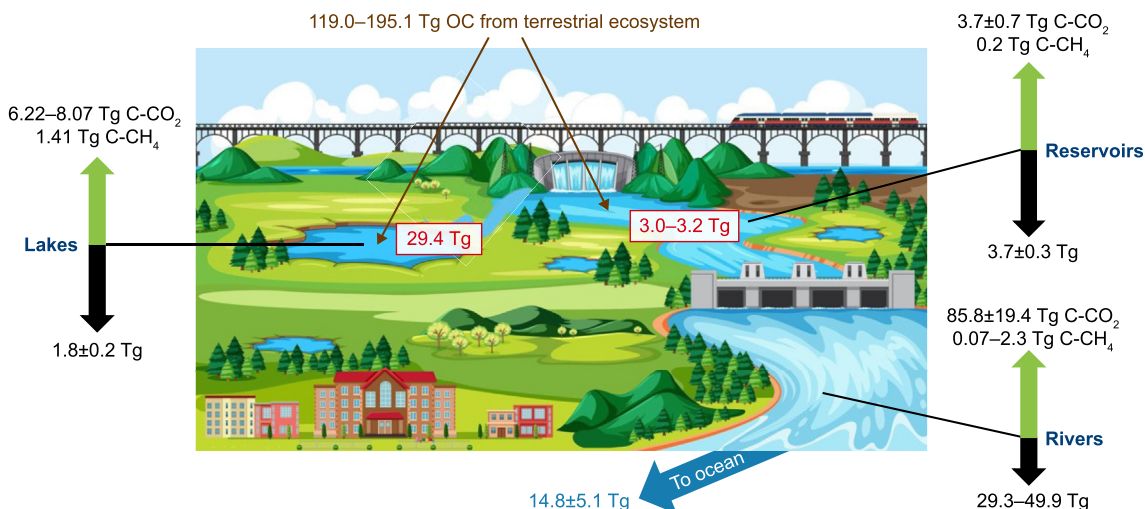 119.0–195.1 Tg OC from terrestrial ecosystem
3.7±0.7 Tg C-CO₂
0.2 Tg C-CH₄
6.22–8.07 Tg C-CO₂
1.41 Tg C-CH₄
Reservoirs
29.4 Tg
3.0–3.2 Tg
Lakes
3.7±0.3 Tg
1.8±0.2 Tg
85.8±19.4 Tg C-CO₂
0.07–2.3 Tg C-CH₄
Rivers
To ocean
14.8±5.1 Tg
29.3–49.9 Tg